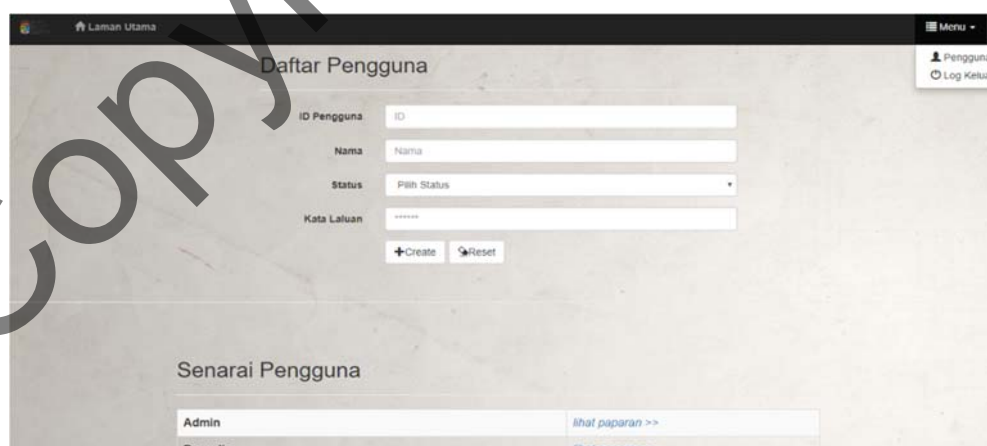 Laman Utama Menu
Pengguna
Log Kelua
Daftar Pengguna
ID Pengguna ID
Nama Nama
Status Pilih Status
Kata Laluan ******
Create Reset
Senarai Pengguna
Admin lihat paparan >>
Copy